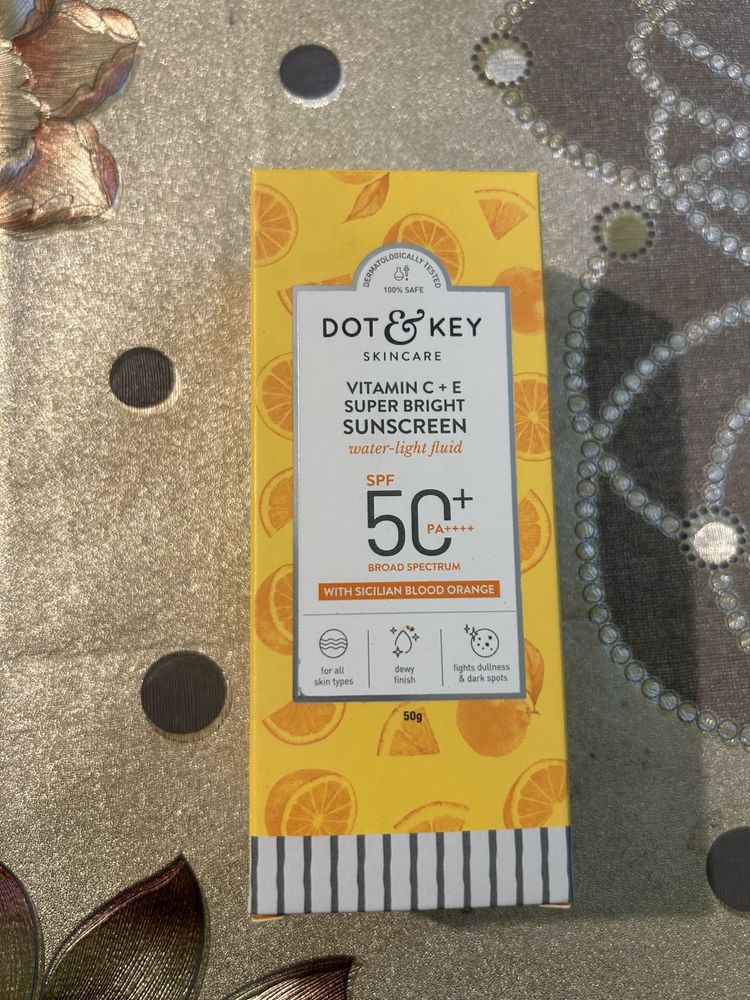 DERMATOLOGICALLY TESTED
100% SAFE
DOT & KEY
SKINCARE
VITAMIN C + E
SUPER BRIGHT
SUNSCREEN
water-light fluid
SPF
50+
PA++++
BROAD SPECTRUM
WITH SICILIAN BLOOD ORANGE
for all
skin types
dewy
finish
fights dullness
& dark spots
50g